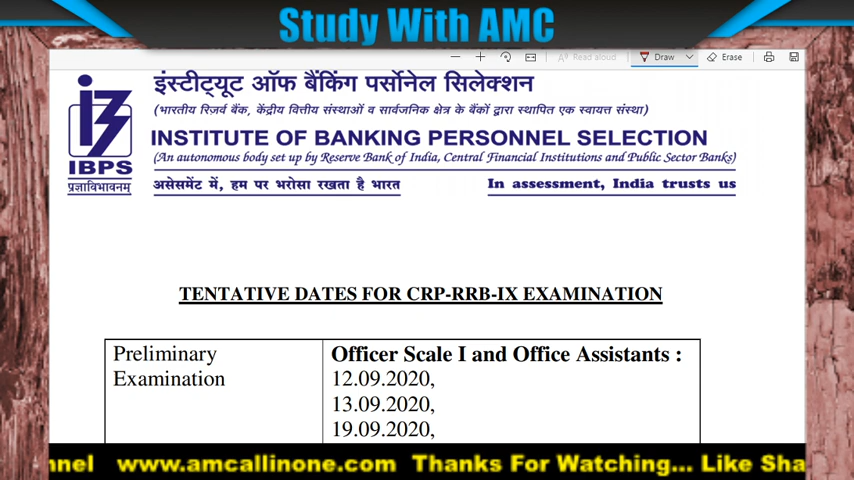 Study With AMC
Read aloud Draw Erase
इंस्टीट्यूट ऑफ बैंकिंग पर्सोनेल सिलेक्शन
(भारतीय रिज़र्व बैंक, केंद्रीय वित्तीय संस्थाओं व सार्वजनिक क्षेत्र के बैंकों द्वारा स्थापित एक स्वायत्त संस्था)
INSTITUTE OF BANKING PERSONNEL SELECTION
(An autonomous body set up by Reserve Bank of India, Central Financial Institutions and Public Sector Banks)
IBPS
प्रज्ञाविभावनम्
असेसमेंट में, हम पर भरोसा रखता है भारत
In assessment, India trusts us
TENTATIVE DATES FOR CRP-RRB-IX EXAMINATION
Preliminary
Examination
Officer Scale I and Office Assistants :
12.09.2020,
13.09.2020,
19.09.2020,
nnel www.amcallinone.com Thanks For Watching... Like Sha